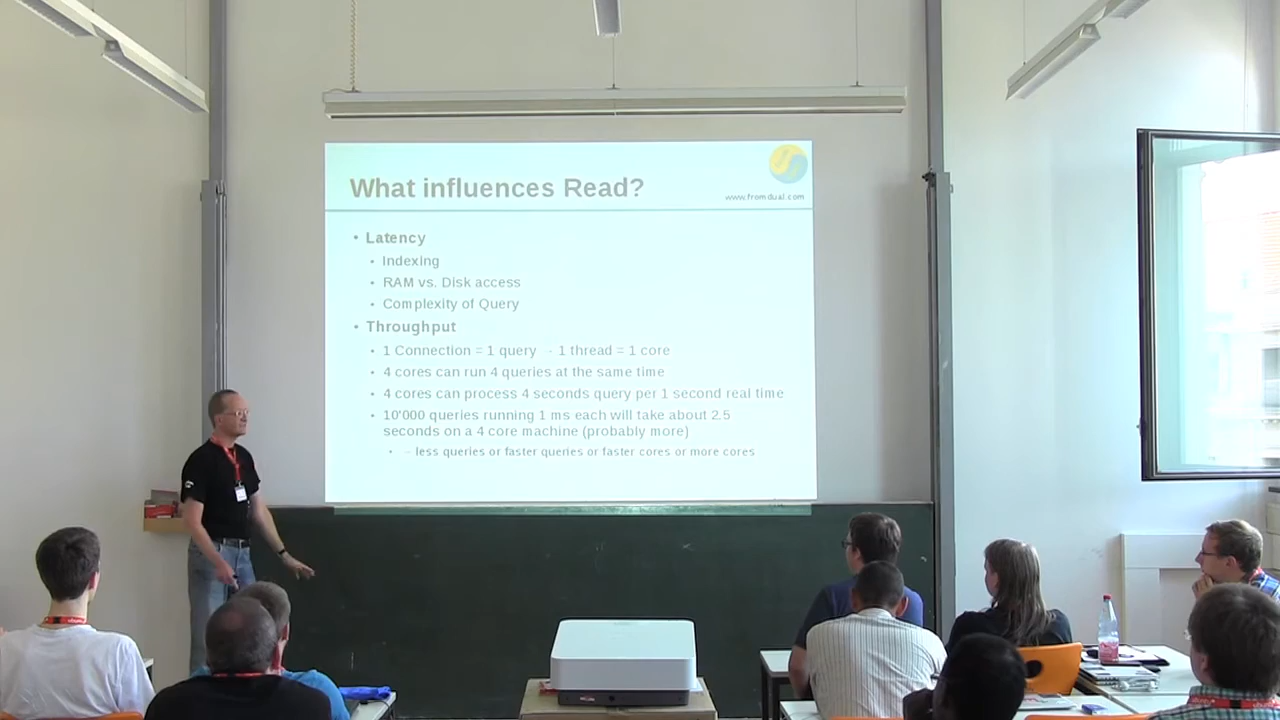 What influences Read?
www.fromdual.com
• Latency
• Indexing
• RAM vs. Disk access
• Complexity of Query
• Throughput
• 1 Connection = 1 query - 1 thread = 1 core
• 4 cores can run 4 queries at the same time
• 4 cores can process 4 seconds query per 1 second real time
• 10'000 queries running 1 ms each will take about 2.5
seconds on a 4 core machine (probably more)
• – less queries or faster queries or faster cores or more cores